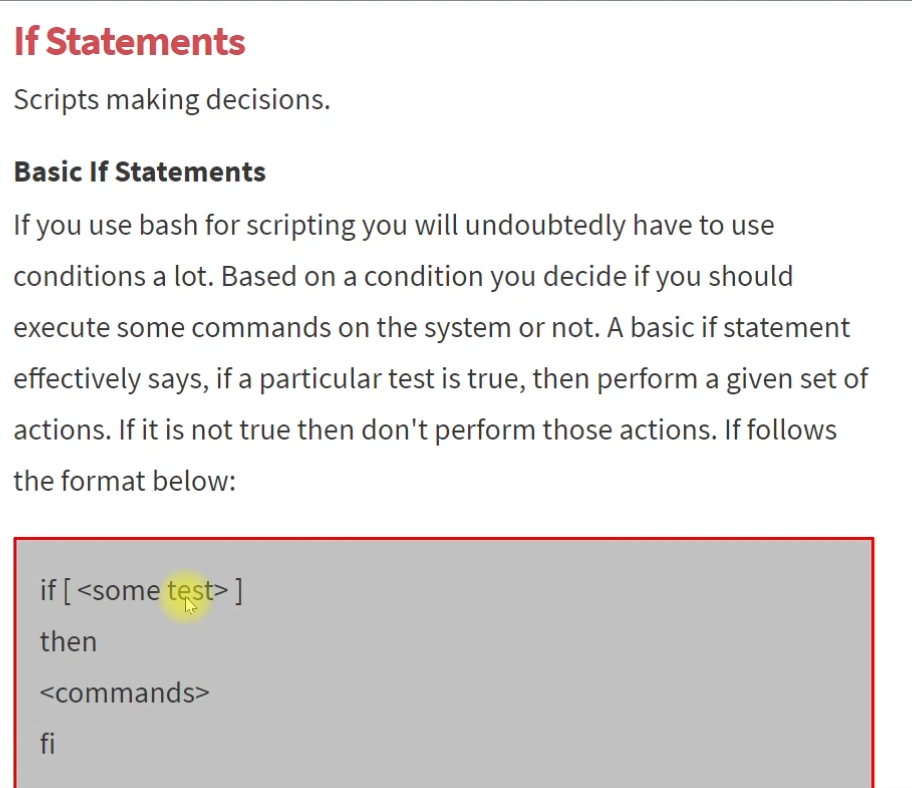 If Statements
Scripts making decisions.
Basic If Statements
If you use bash for scripting you will undoubtedly have to use
conditions a lot. Based on a condition you decide if you should
execute some commands on the system or not. A basic if statement
effectively says, if a particular test is true, then perform a given set of
actions. If it is not true then don't perform those actions. If follows
the format below:
if [ <some test> ]
then
<commands>
fi